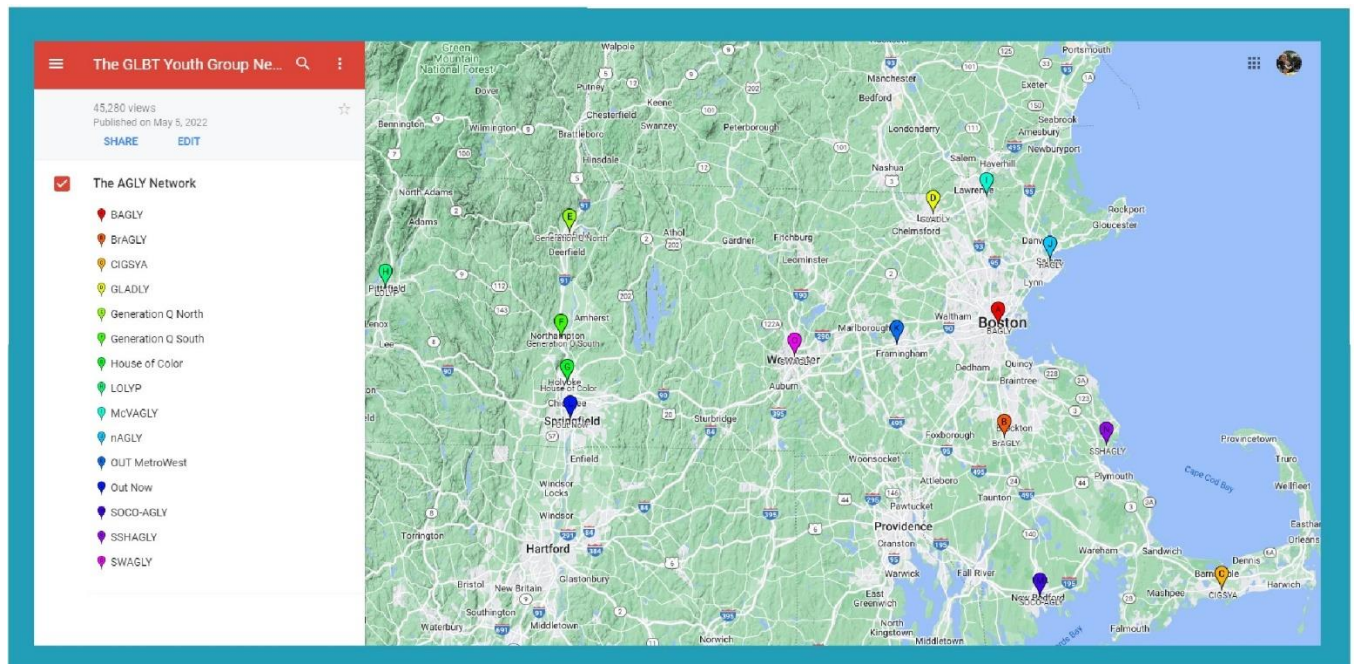 The GLBT Youth Group Ne...
45,280 views
Published on May 5, 2022
SHARE EDIT
The AGLY Network
BAGLY
BrAGLY
CIGSYA
GLADLY
Generation Q North
Generation Q South
House of Color
LOLYP
McVAGLY
nAGLY
OUT MetroWest
Out Now
SOCO-AGLY
SSHAGLY
SWAGLY
Green
Mountain
National Forest
Walpole
Portsmouth
Manchester
Exeter
Dover
Putney
Keene
Bedford
Chesterfield
Seabrook
Bennington
Wilmington
Brattleboro
Swanzey
Peterborough
Londonderry
Amesbury
Newburyport
Hinsdale
Nashua
Salem
Haverhill
North Adams
Lawrence
Adams
Rockport
Gloucester
Generation Q North
Deerfield
Athol
Gardner
Fitchburg
Chelmsford
Leominster
Lynn
LOLYP
Amherst
Northampton
Generation Q South
Waltham
Marlborough
Boston
BAGLY
Lenox
Lee
Worcester
SWAGLY
Framingham
Dedham
Quincy
Braintree
Holyoke
House of Color
Auburn
Springfield
Sturbridge
Foxborough
BrAGLY
SSHAGLY
Provincetown
Enfield
Woonsocket
Truro
Plymouth
Cape Cod Bay
Wellfleet
Windsor
Locks
Attleboro
Taunton
Pawtucket
Windsor
Torrington
Providence
Hartford
Cranston
Wareham
Sandwich
Dennis
Orleans
Warwick
Fall River
Bristol
New Britain
Glastonbury
East
Greenwich
New Bedford
SOCO-AGLY
Mashpee
CIGSYA
Harwich
Southington
Waterbury
Middletown
North
Kingstown
Falmouth
Norwich
Middletown